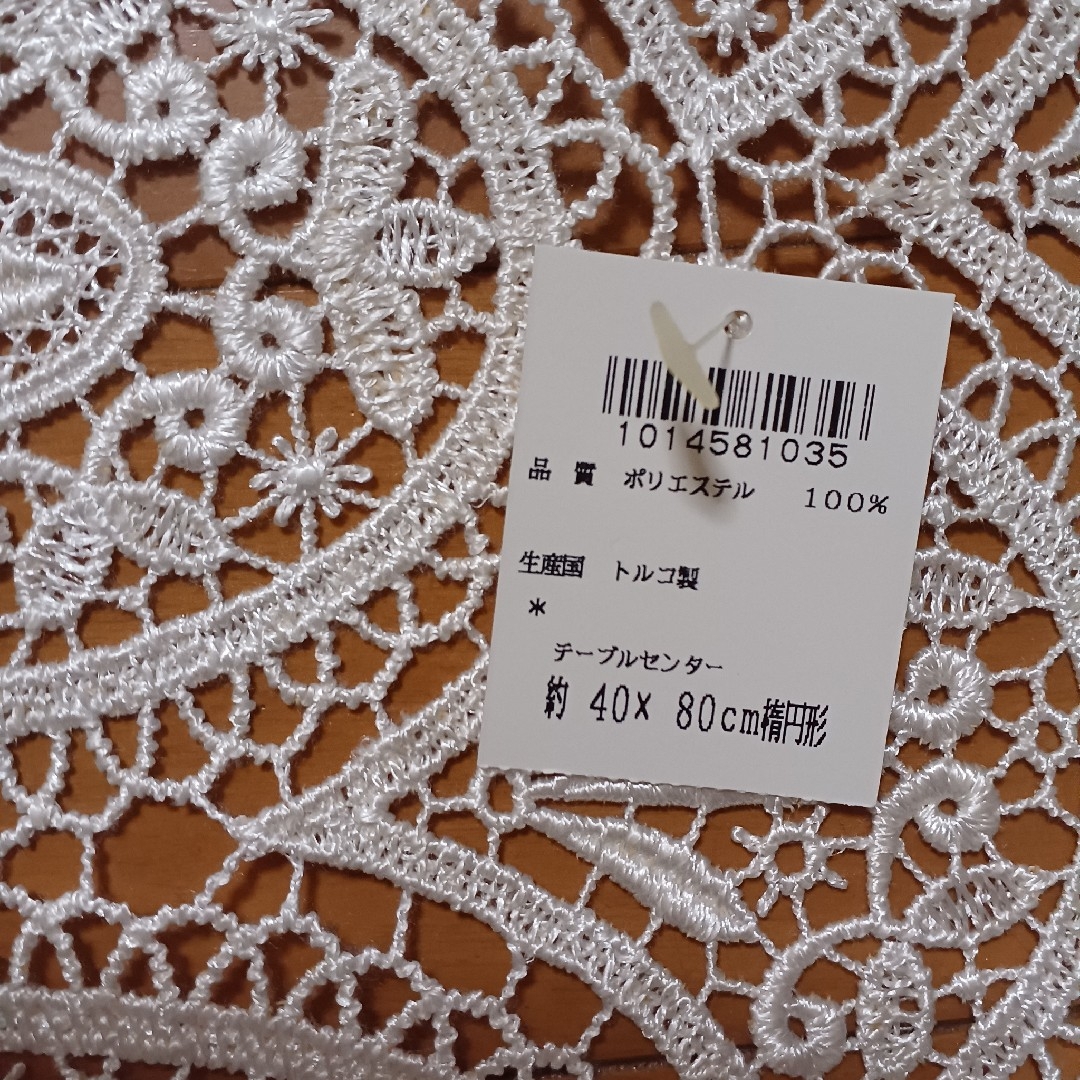 1014581035
品 質 ポリエステル 100%
生産国 トルコ製
*
テーブルセンター
約 40× 80cm楕円形